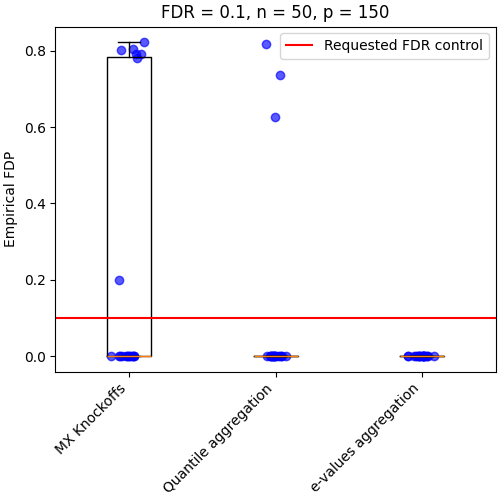 FDR = 0.1, n = 50, p = 150
Requested FDR control
Empirical FDP
0.8
0.6
0.4
0.2
0.0
MX Knockoffs
Quantile aggregation
e-values aggregation